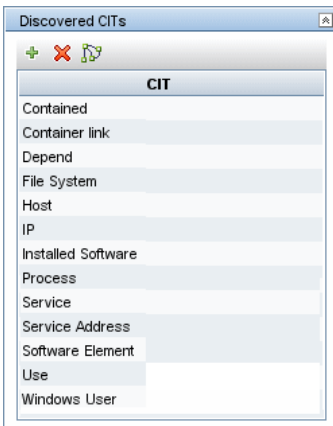 Discovered CITs
CIT
Contained
Container link
Depend
File System
Host
IP
Installed Software
Process
Service
Service Address
Software Element
Use
Windows User